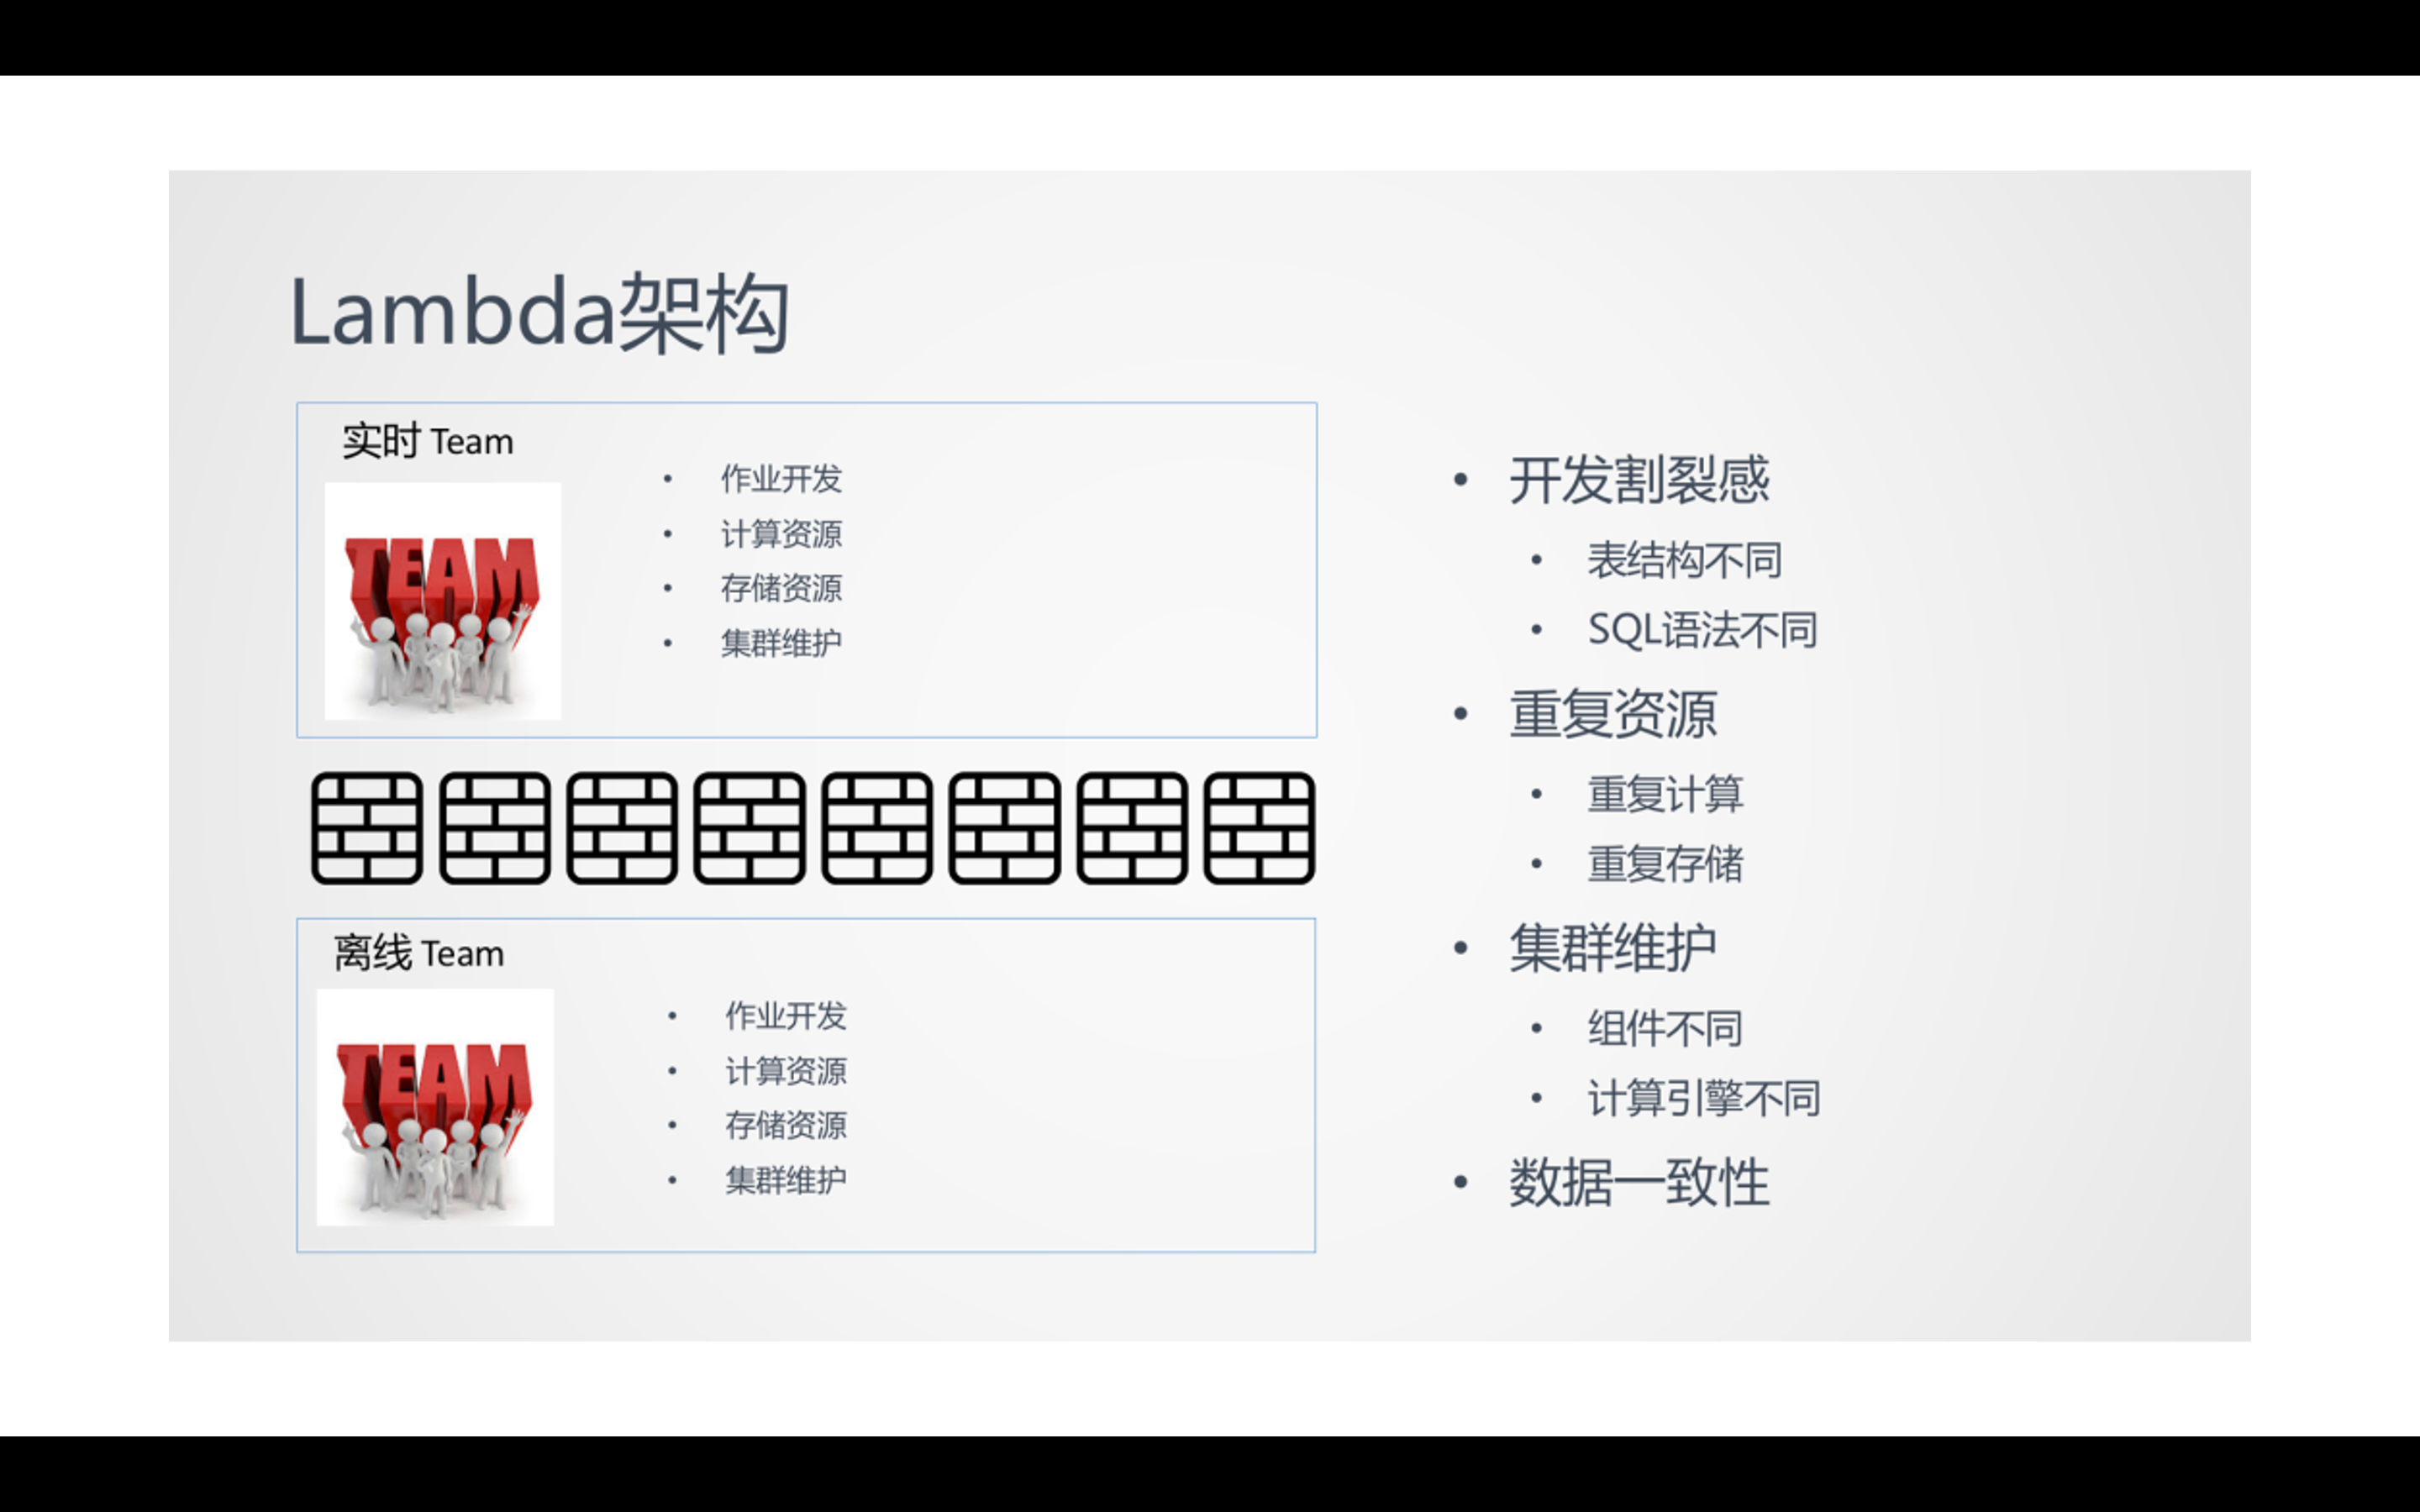 Lambda架构
实时 Team
TEAM
作业开发
计算资源
存储资源
集群维护
离线 Team
TEAM
作业开发
计算资源
存储资源
集群维护
开发割裂感
表结构不同
SQL语法不同
重复资源
重复计算
重复存储
集群维护
组件不同
计算引擎不同
数据一致性